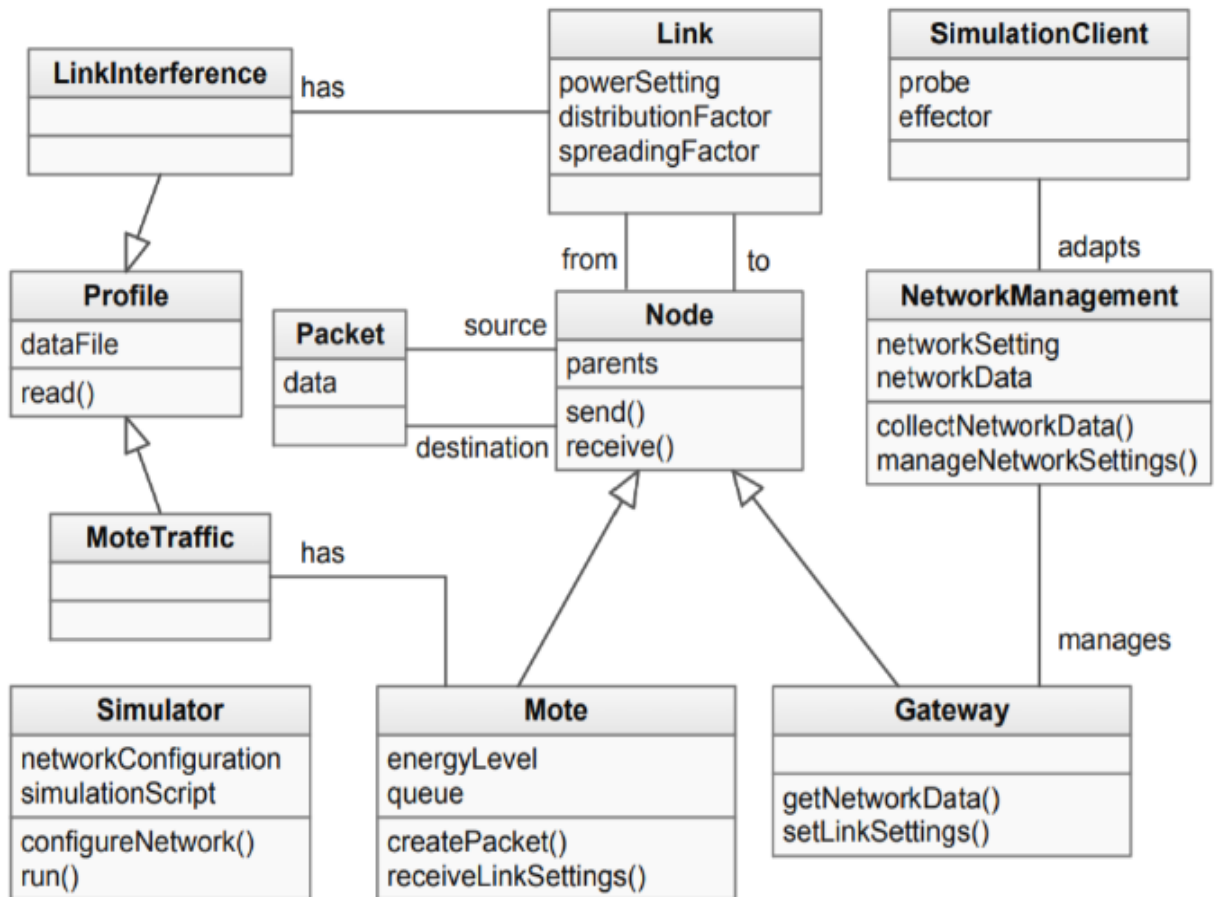 Link
powerSetting
distributionFactor
spreadingFactor
SimulationClient
probe
effector
LinkInterference
has
from
to
adapts
Profile
dataFile
read()
Packet
data
source
destination
Node
parents
send()
receive()
NetworkManagement
networkSetting
networkData
collectNetworkData()
manageNetworkSettings()
MoteTraffic
has
manages
Simulator
networkConfiguration
simulationScript
configureNetwork()
run()
Mote
energyLevel
queue
createPacket()
receiveLinkSettings()
Gateway
getNetworkData()
setLinkSettings()